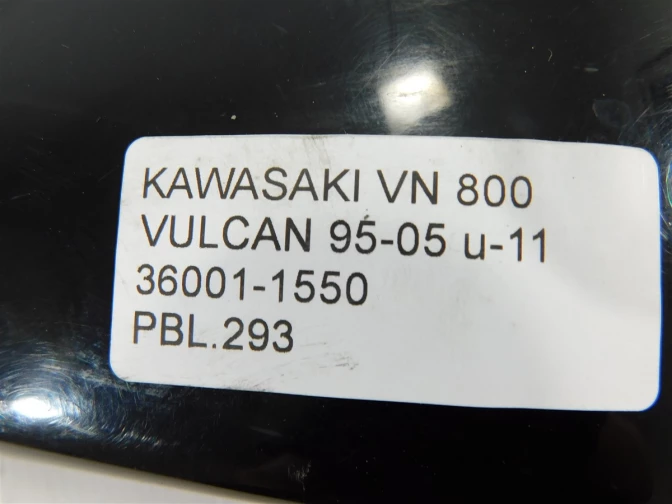 KAWASAKI VN 800
VULCAN 95-05 u-11
36001-1550
PBL.293